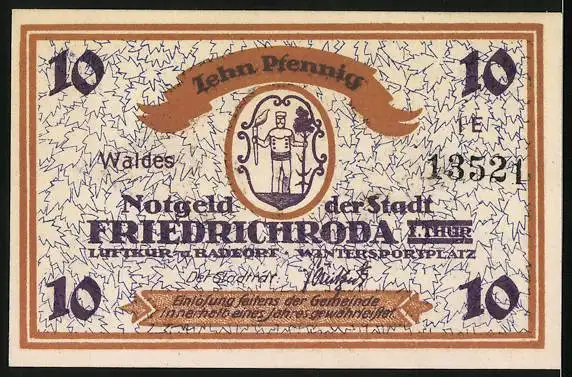 10 Zehn Pfennig 10
I E
Waldes 13521
Notgeld der Stadt
FRIEDRICHRODA I. THÜR
LUFTKUR- U. BADEORT · WINTERSPORTPLATZ
Der Stadtrat
10 Einlösung seitens der Gemeinde 10
innerhalb eines Jahres gewährleistet